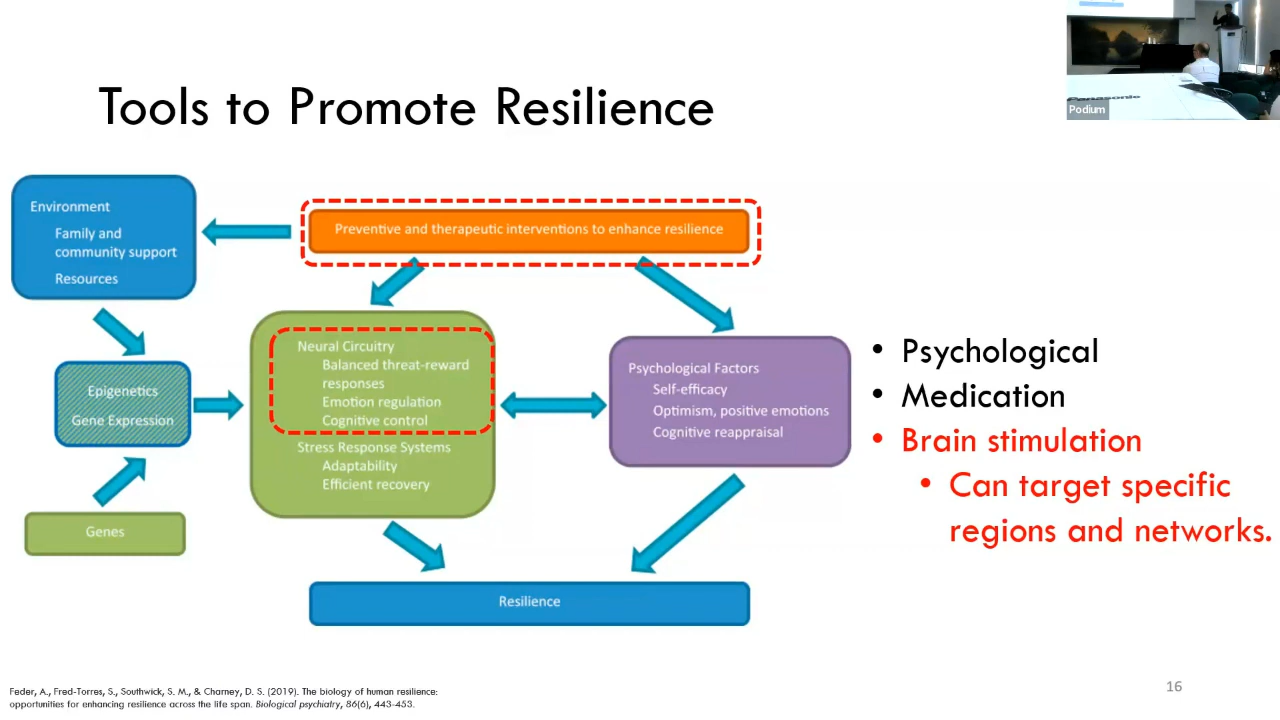 Tools to Promote Resilience
Panasonic
Podium
Environment
Family and
community support
Resources
Preventive and therapeutic interventions to enhance resilience
Neural Circuitry
Balanced threat-reward
responses
Emotion regulation
Cognitive control
Stress Response Systems
Adaptability
Efficient recovery
Epigenetics
Gene Expression
Genes
Psychological Factors
Self-efficacy
Optimism, positive emotions
Cognitive reappraisal
Resilience
• Psychological
• Medication
• Brain stimulation
• Can target specific
regions and networks.
Feder, A., Fred-Torres, S., Southwick, S. M., & Charney, D. S. (2019). The biology of human resilience:
opportunities for enhancing resilience across the life span. Biological psychiatry, 86(6), 443-453.
16